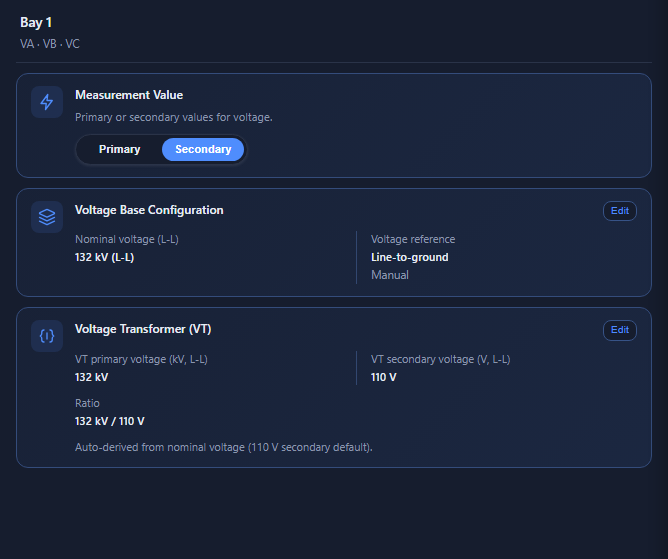 Bay 1
VA · VB · VC
Measurement Value
Primary or secondary values for voltage.
Primary Secondary
Voltage Base Configuration
Edit
Nominal voltage (L-L)
132 kV (L-L)
Voltage reference
Line-to-ground
Manual
Voltage Transformer (VT)
Edit
VT primary voltage (kV, L-L)
132 kV
VT secondary voltage (V, L-L)
110 V
Ratio
132 kV / 110 V
Auto-derived from nominal voltage (110 V secondary default).